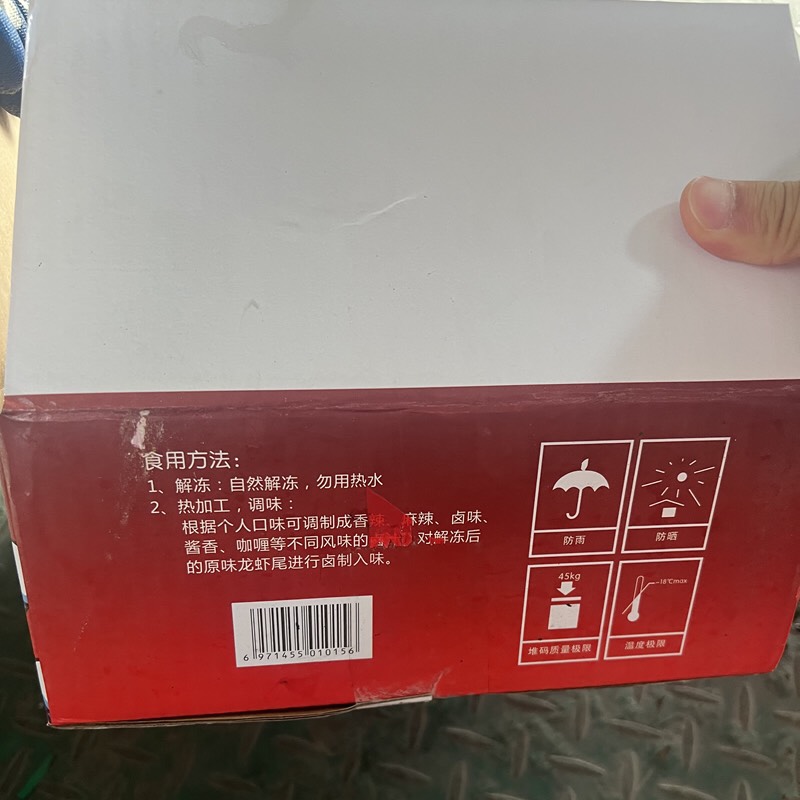 食用方法：
1、解冻：自然解冻，勿用热水
2、热加工，调味：
根据个人口味可调制成香辣、麻辣、卤味、
酱香、咖喱等不同风味的 对解冻后
的原味龙虾尾进行卤制入味。
6 971455 010156
防雨
防晒
45kg
-18℃max
堆码质量极限
温度极限